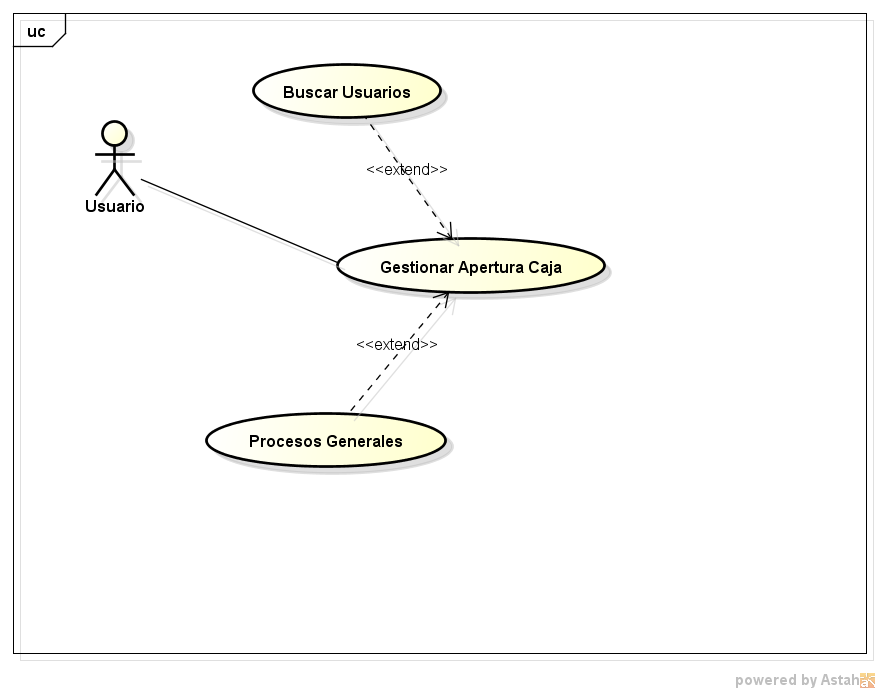 uc
Buscar Usuarios
<<extend>>
Usuario
Gestionar Apertura Caja
<<extend>>
Procesos Generales
powered by Astah